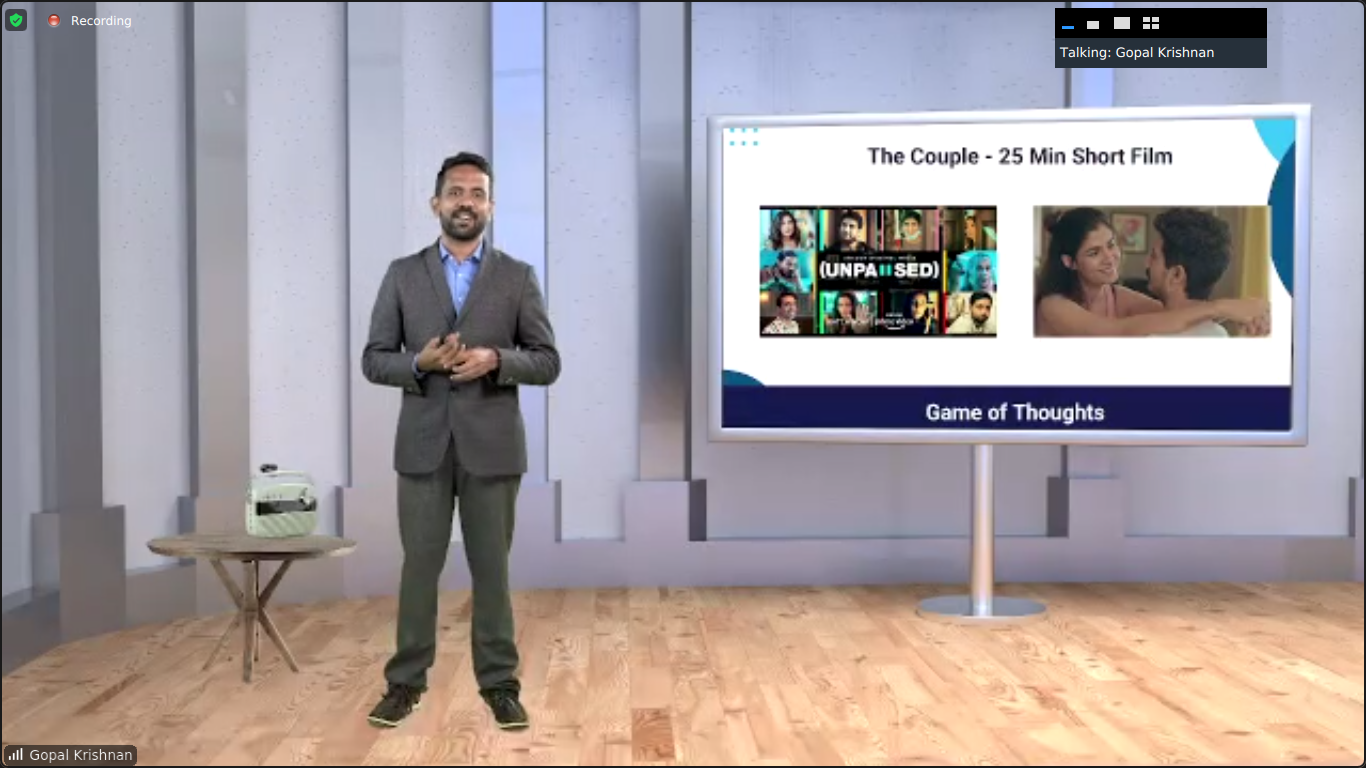 Recording
Talking: Gopal Krishnan
The Couple - 25 Min Short Film
(UNPAUSED)
Game of Thoughts
Gopal Krishnan